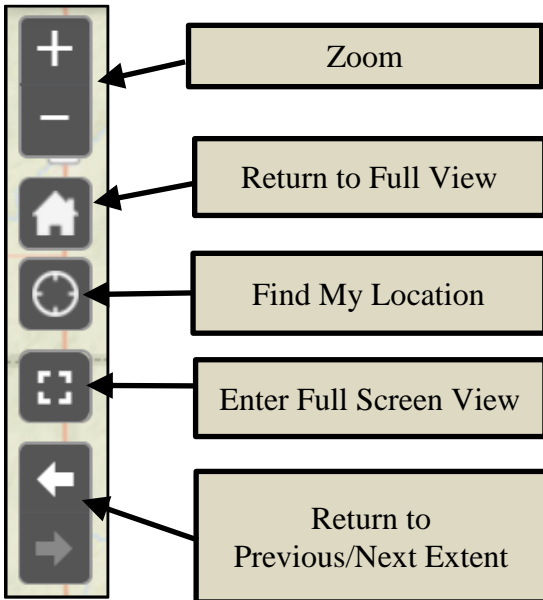 Zoom
Return to Full View
Find My Location
Enter Full Screen View
Return to
Previous/Next Extent